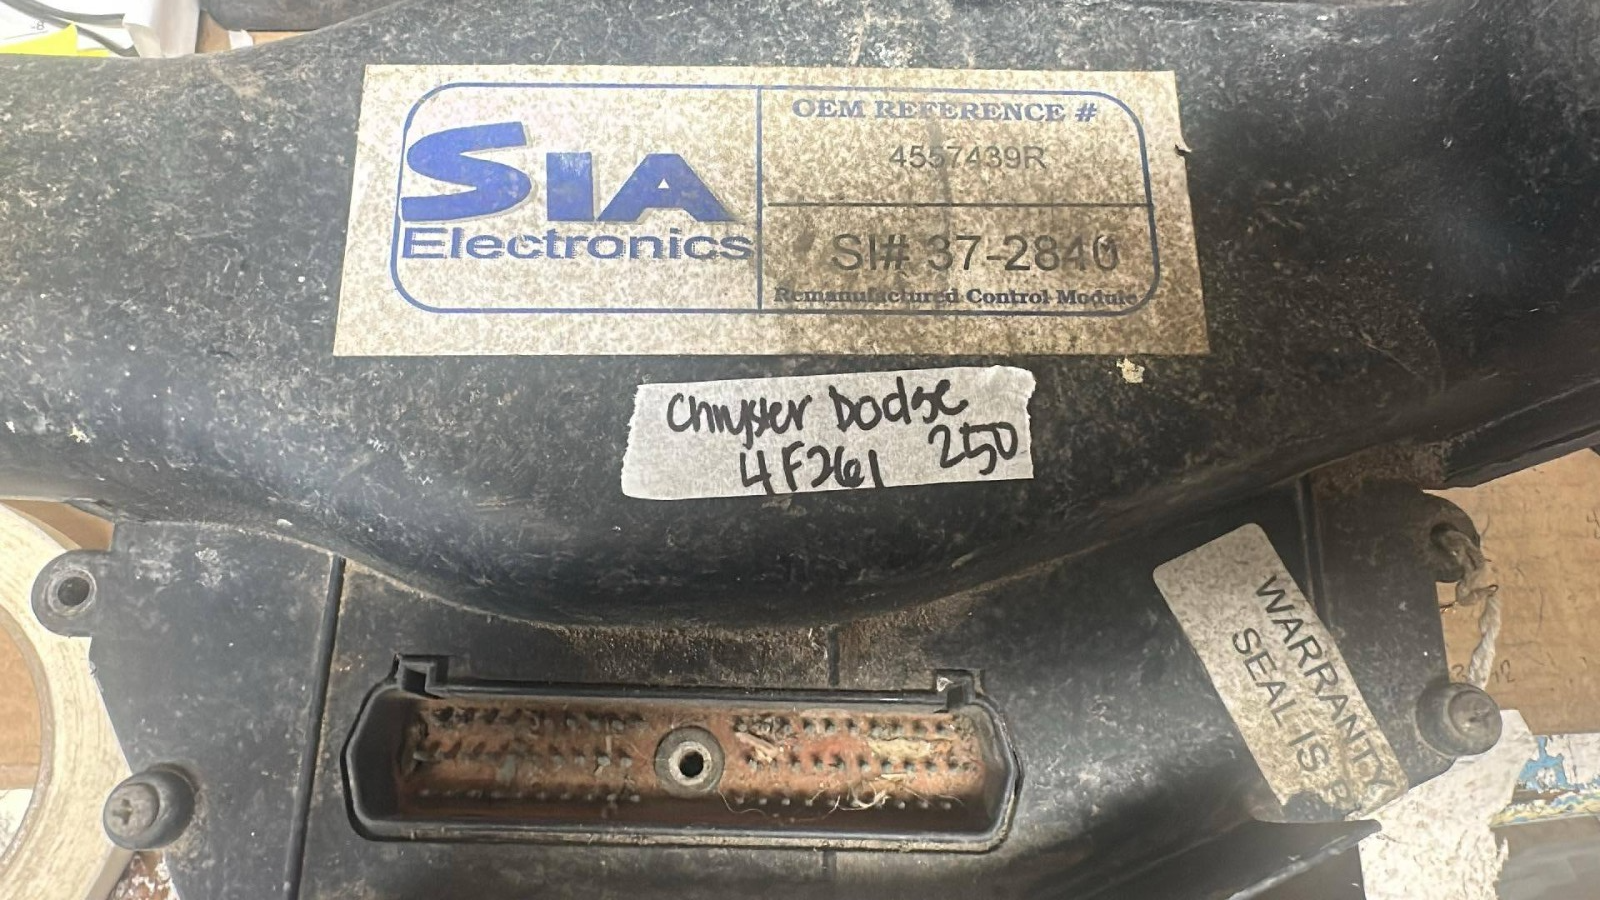 SIA
Electronics
OEM REFERENCE #
4557439R
SI# 37-2840
Remanufactured Control Module
Chrysler Dodge
4F261 250
WARRANTY
SEAL IS